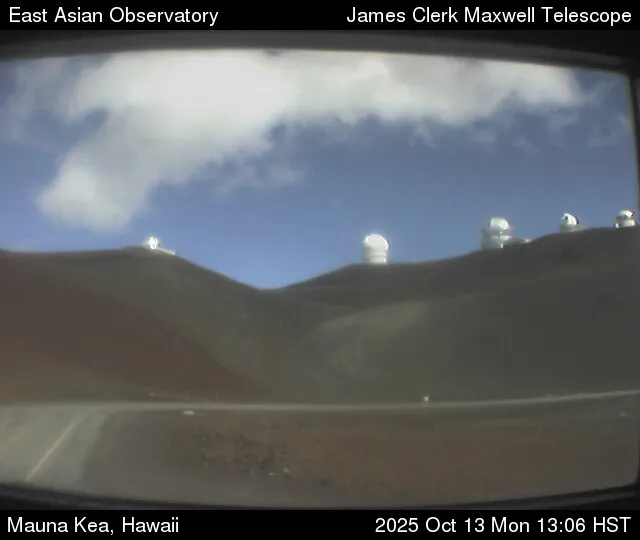 East Asian Observatory
James Clerk Maxwell Telescope
Mauna Kea, Hawaii
2025 Oct 13 Mon 13:06 HST